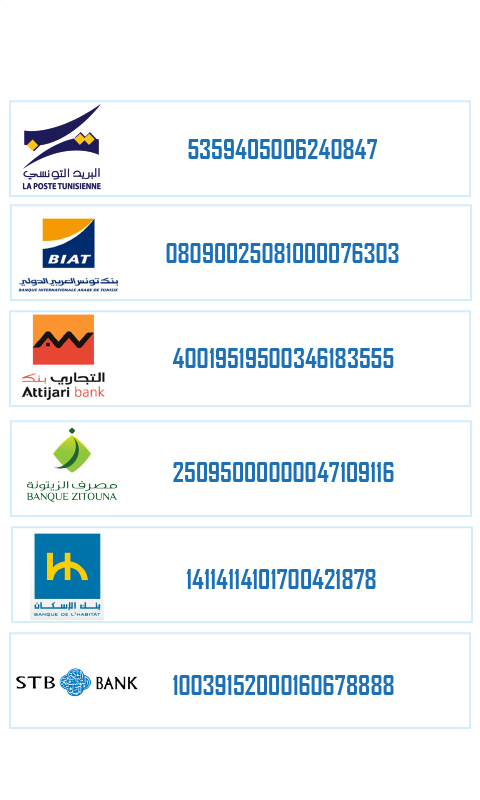 البريد التونسي
LA POSTE TUNISIENNE
5359405006240847
BIAT
بنك تونس العربي الدولي
BANQUE INTERNATIONALE ARABE DE TUNISIE
08090025081000076303
التجاري بنك
Attijari bank
40019519500346183555
مصرف الزيتونة
BANQUE ZITOUNA
25095000000047109116
بنك الإسكان
BANQUE DE L'HABITAT
14114114101700421878
STB BANK
10039152000160678888